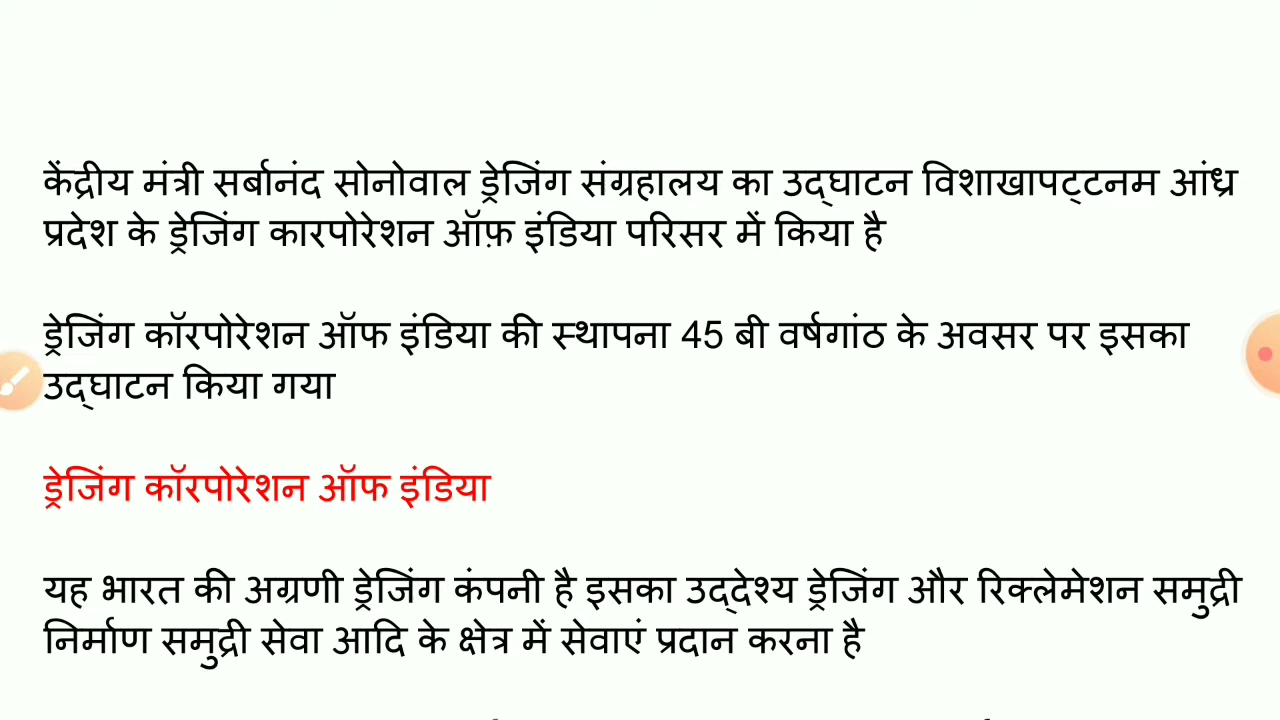 केंद्रीय मंत्री सर्बानंद सोनोवाल ड्रेजिंग संग्रहालय का उद्घाटन विशाखापट्टनम आंध्र
प्रदेश के ड्रेजिंग कारपोरेशन ऑफ़ इंडिया परिसर में किया है
ड्रेजिंग कॉरपोरेशन ऑफ इंडिया की स्थापना 45 बी वर्षगांठ के अवसर पर इसका
उद्घाटन किया गया
ड्रेजिंग कॉरपोरेशन ऑफ इंडिया
यह भारत की अग्रणी ड्रेजिंग कंपनी है इसका उद्देश्य ड्रेजिंग और रिक्लेमेशन समुद्री
निर्माण समुद्री सेवा आदि के क्षेत्र में सेवाएं प्रदान करना है